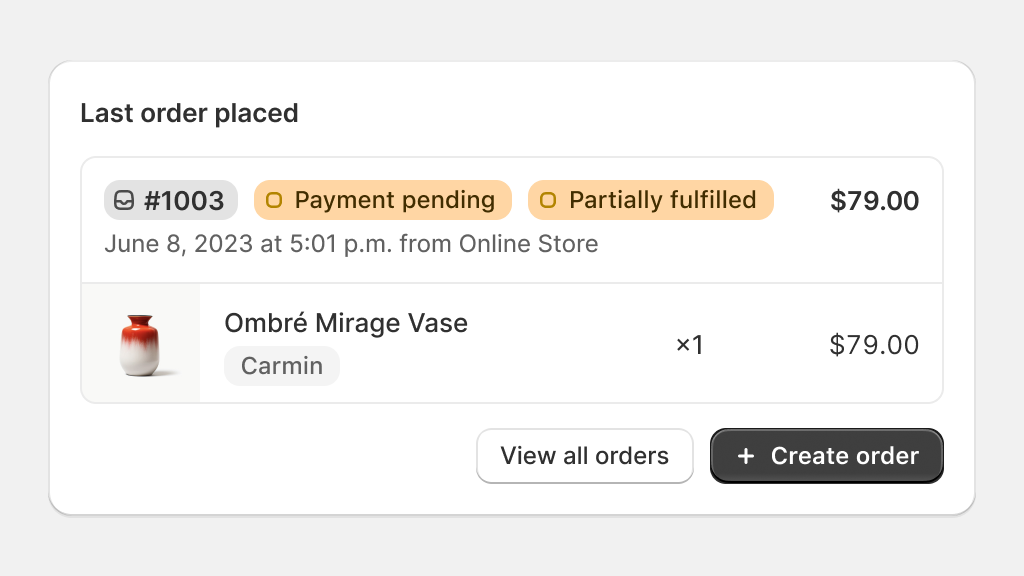 Last order placed
#1003 Payment pending Partially fulfilled $79.00
June 8, 2023 at 5:01 p.m. from Online Store
Ombré Mirage Vase
Carmin
×1 $79.00
View all orders + Create order